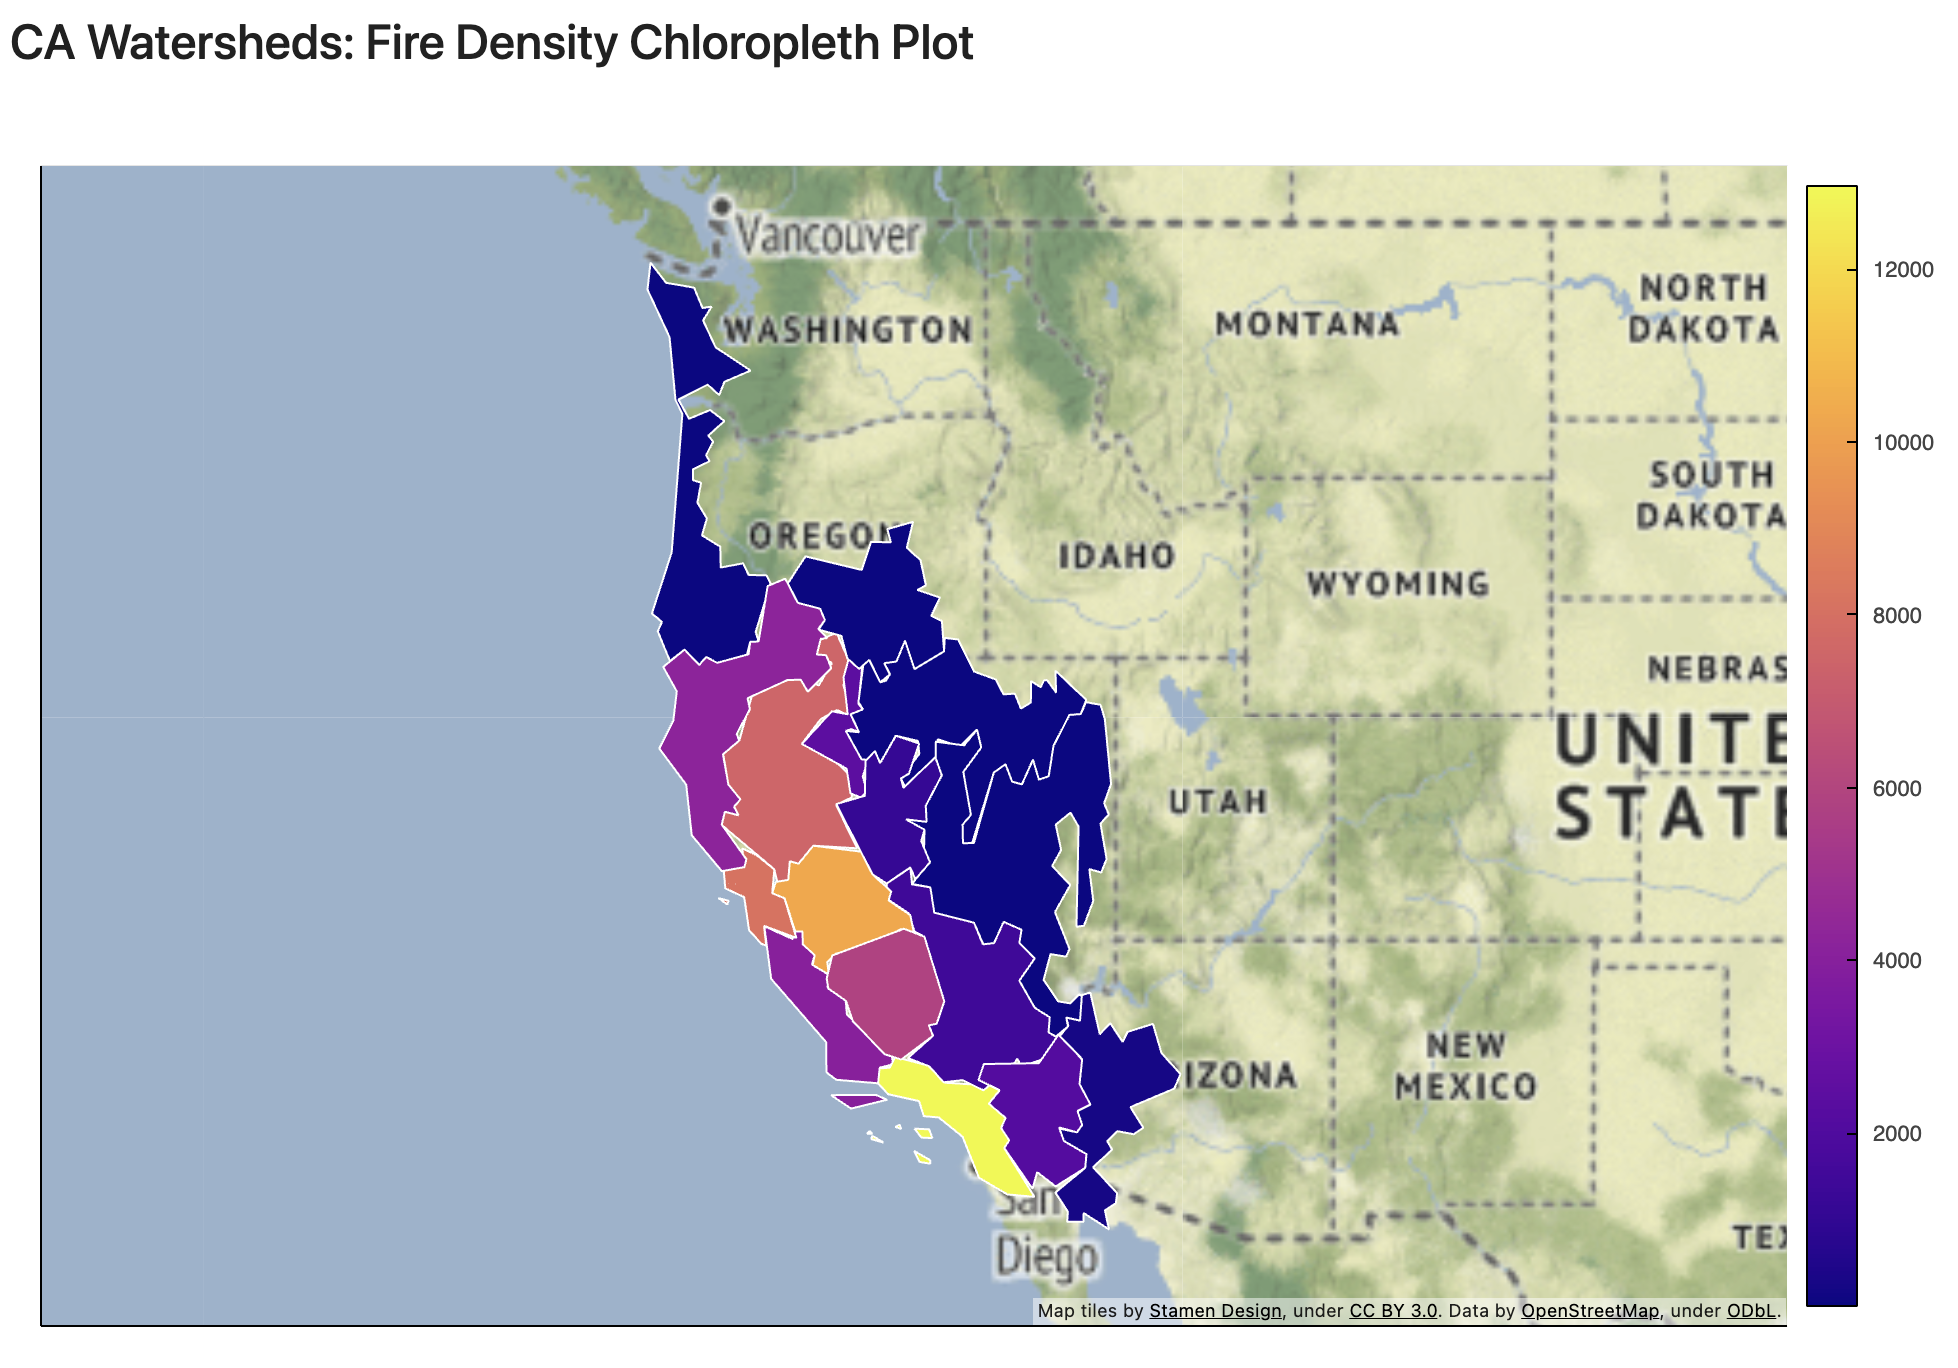 CA Watersheds: Fire Density Chloropleth Plot
Vancouver
WASHINGTON
MONTANA
NORTH
DAKOTA
12000
10000
SOUTH
DAKOTA
OREGON
IDAHO
WYOMING
8000
NEBRAS
UNITE
STATE
6000
UTAH
4000
IZONA
NEW
MEXICO
2000
San
Diego
TEX
Map tiles by Stamen Design, under CC BY 3.0. Data by OpenStreetMap, under ODbL.